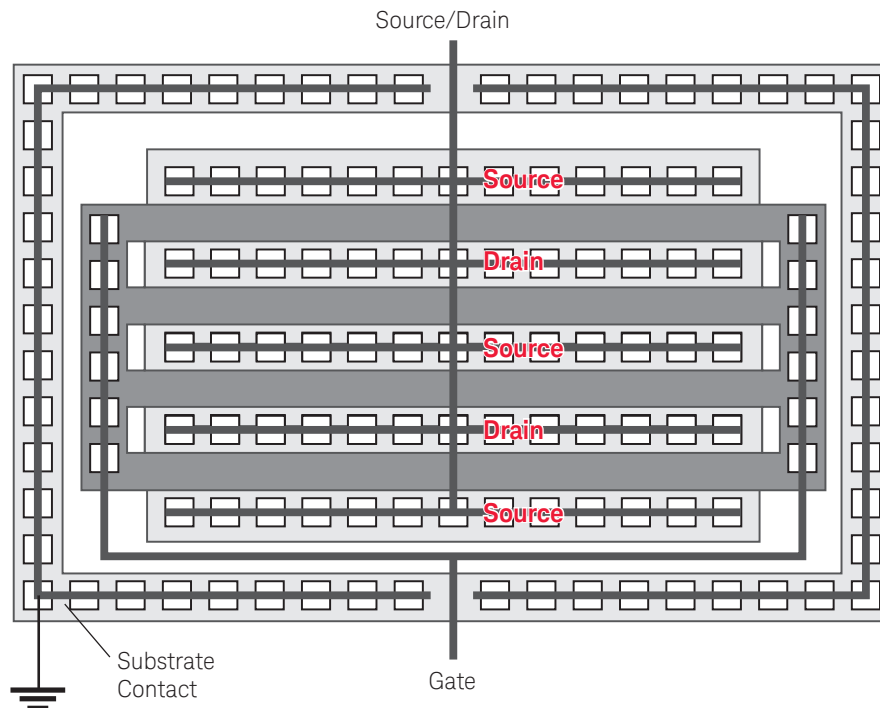 Source/Drain
Source
Drain
Source
Drain
Source
Substrate
Contact
Gate